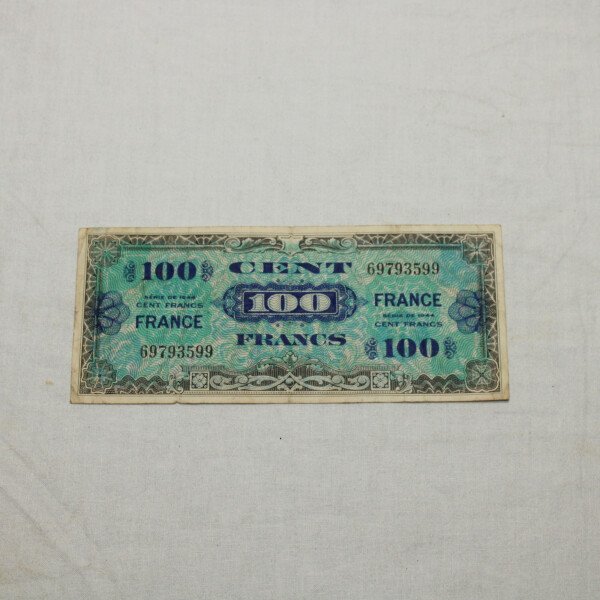 100
SÉRIE DE 1944
CENT FRANCS
FRANCE
69793599
CENT
100
FRANCS
69793599
FRANCE
SÉRIE DE 1944
CENT FRANCS
100